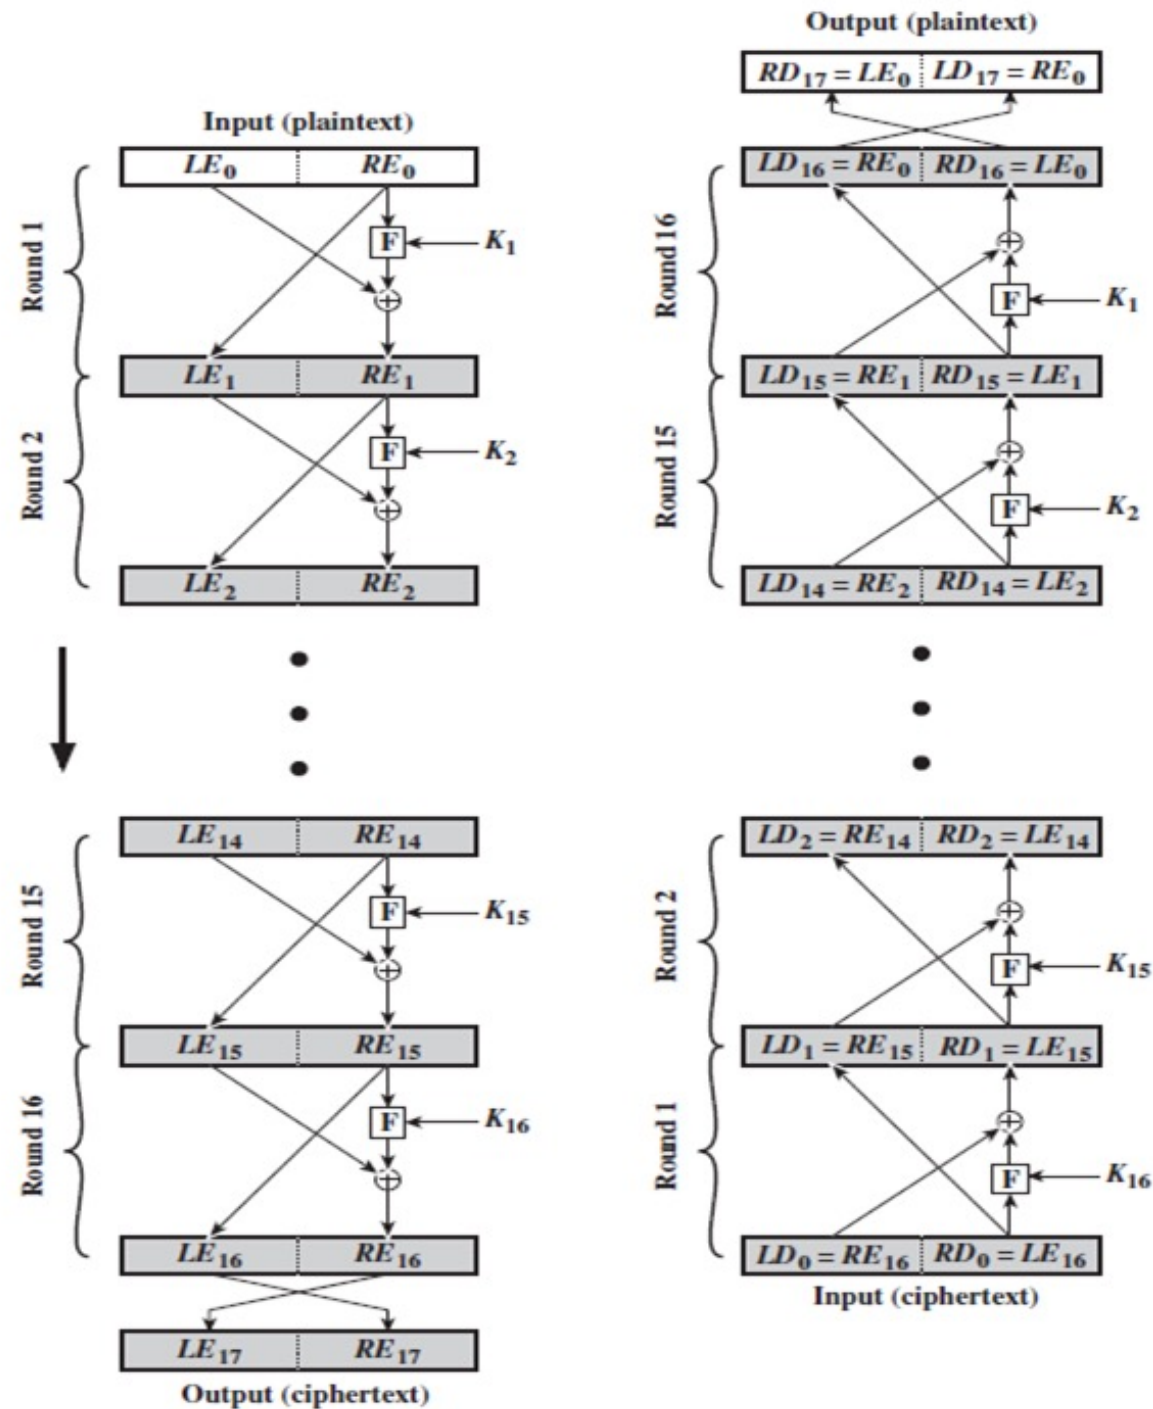 Input (plaintext)
LE₀ RE₀
Round 1
F K₁
LE₁ RE₁
Round 2
F K₂
LE₂ RE₂
LE₁₄ RE₁₄
Round 15
F K₁₅
LE₁₅ RE₁₅
Round 16
F K₁₆
LE₁₆ RE₁₆
LE₁₇ RE₁₇
Output (ciphertext)
Output (plaintext)
RD₁₇ = LE₀ LD₁₇ = RE₀
LD₁₆ = RE₀ RD₁₆ = LE₀
Round 16
F K₁
LD₁₅ = RE₁ RD₁₅ = LE₁
Round 15
F K₂
LD₁₄ = RE₂ RD₁₄ = LE₂
LD₂ = RE₁₄ RD₂ = LE₁₄
Round 2
F K₁₅
LD₁ = RE₁₅ RD₁ = LE₁₅
Round 1
F K₁₆
LD₀ = RE₁₆ RD₀ = LE₁₆
Input (ciphertext)